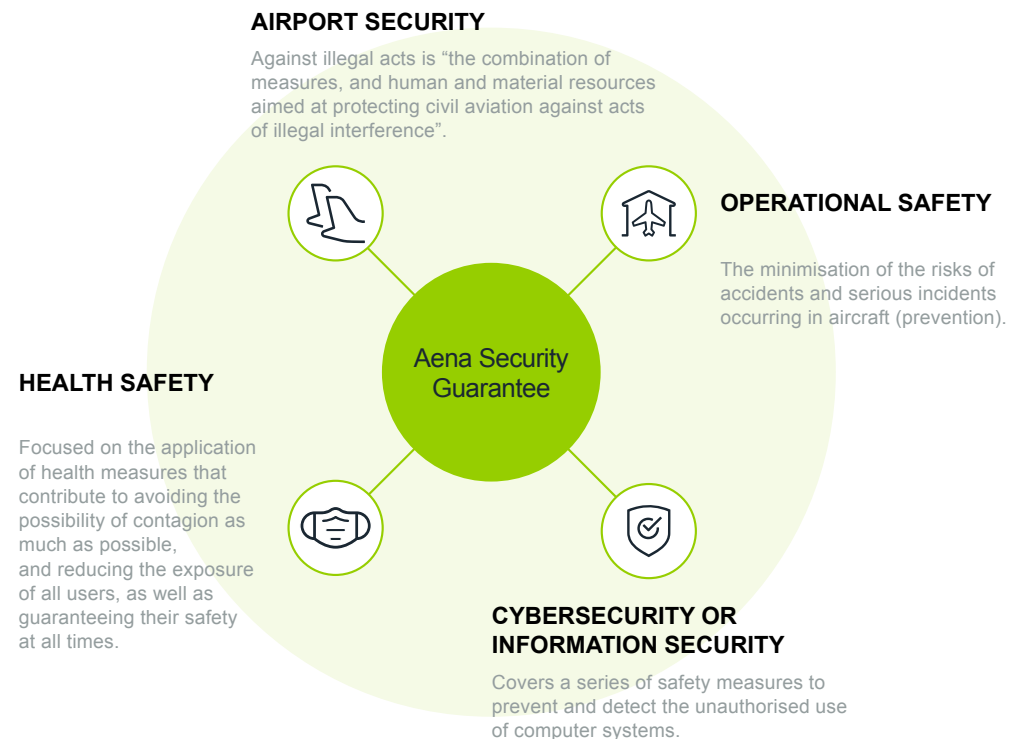 AIRPORT SECURITY
Against illegal acts is “the combination of
measures, and human and material resources
aimed at protecting civil aviation against acts
of illegal interference”.
OPERATIONAL SAFETY
The minimisation of the risks of
accidents and serious incidents
occurring in aircraft (prevention).
Aena Security
Guarantee
HEALTH SAFETY
Focused on the application
of health measures that
contribute to avoiding the
possibility of contagion as
much as possible,
and reducing the exposure
of all users, as well as
guaranteeing their safety
at all times.
CYBERSECURITY OR
INFORMATION SECURITY
Covers a series of safety measures to
prevent and detect the unauthorised use
of computer systems.